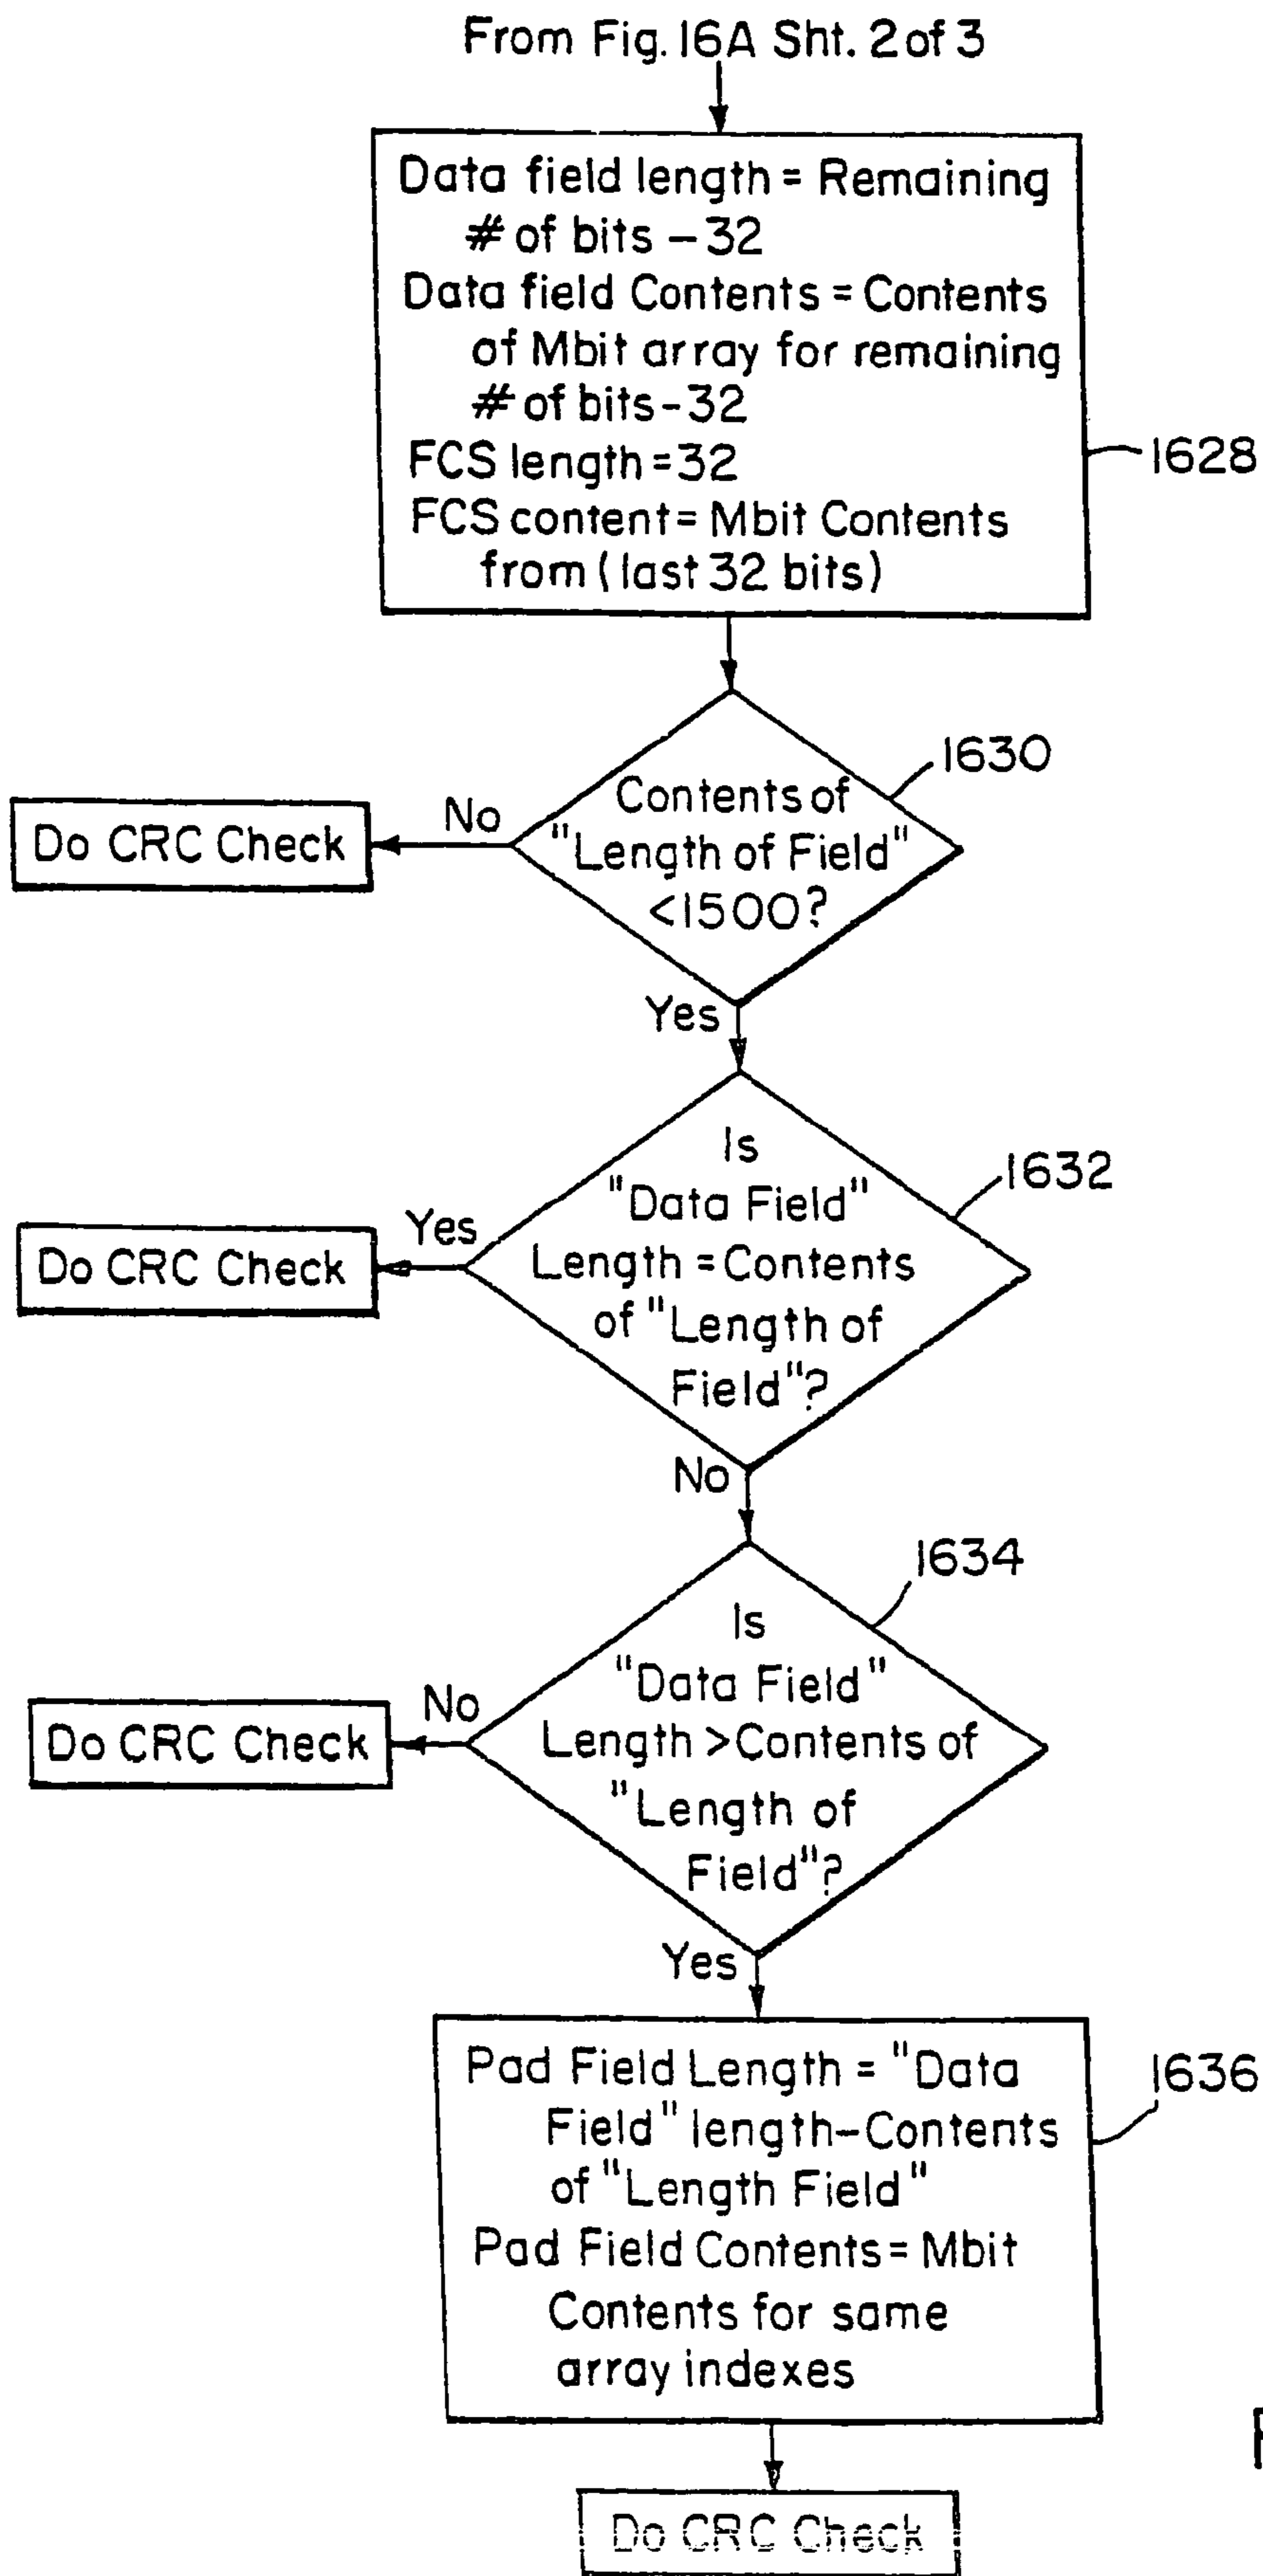 From Fig. 16A Sht. 2 of 3
Data field length = Remaining
# of bits - 32
Data field Contents = Contents
of Mbit array for remaining
# of bits - 32
FCS length = 32
FCS content = Mbit Contents
from (last 32 bits)
1628
1630
Contents of
"Length of Field"
<1500?
No
Do CRC Check
Yes
Is
"Data Field"
Length = Contents
of "Length of
Field"?
1632
Yes
Do CRC Check
No
1634
Is
"Data Field"
Length > Contents of
"Length of
Field"?
No
Do CRC Check
Yes
Pad Field Length = "Data
Field" length - Contents
of "Length Field"
Pad Field Contents = Mbit
Contents for same
array indexes
1636
Do CRC Check